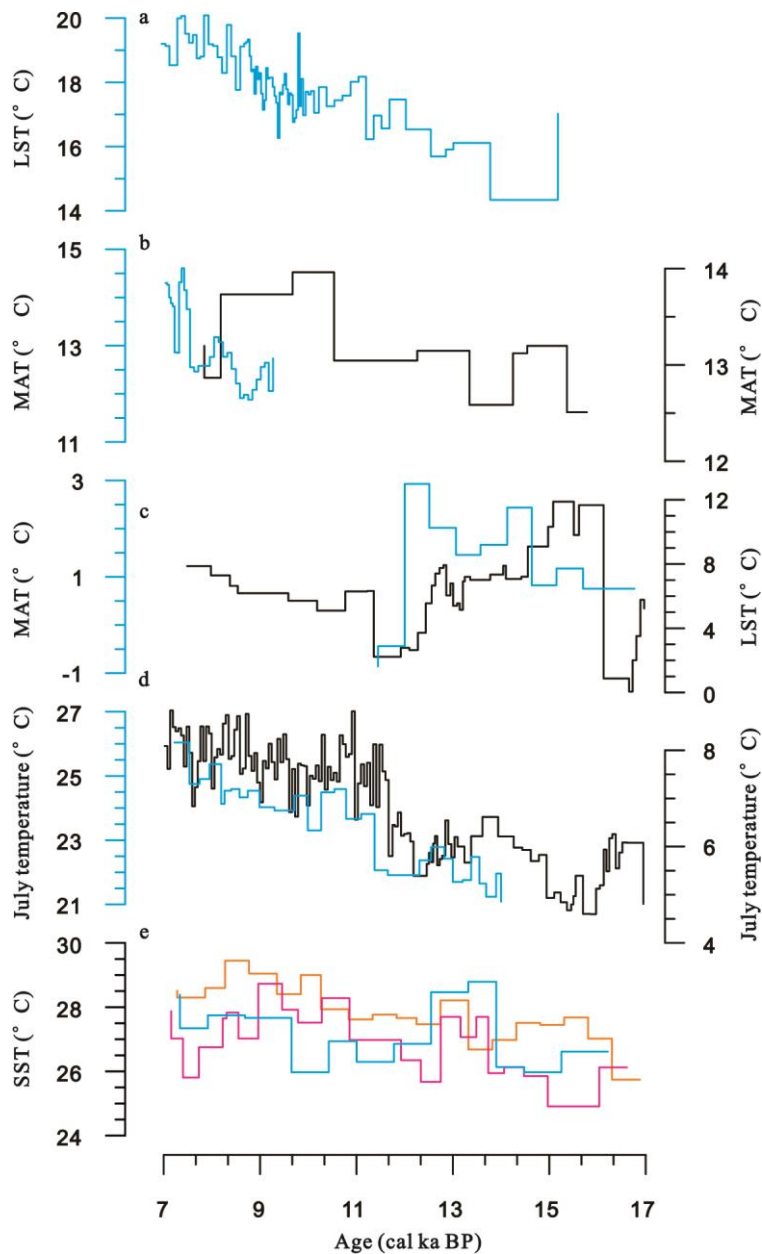 20
a
18
LST (° C)
16
14
15
b
14
MAT (° C)
13
13
MAT (° C)
11
12
3
c
12
MAT (° C)
8
1
LST (° C)
4
-1
0
d
27
8
July temperature (° C)
25
23
6
July temperature (° C)
21
4
e
30
28
SST (° C)
26
24
7 9 11 13 15 17
Age (cal ka BP)